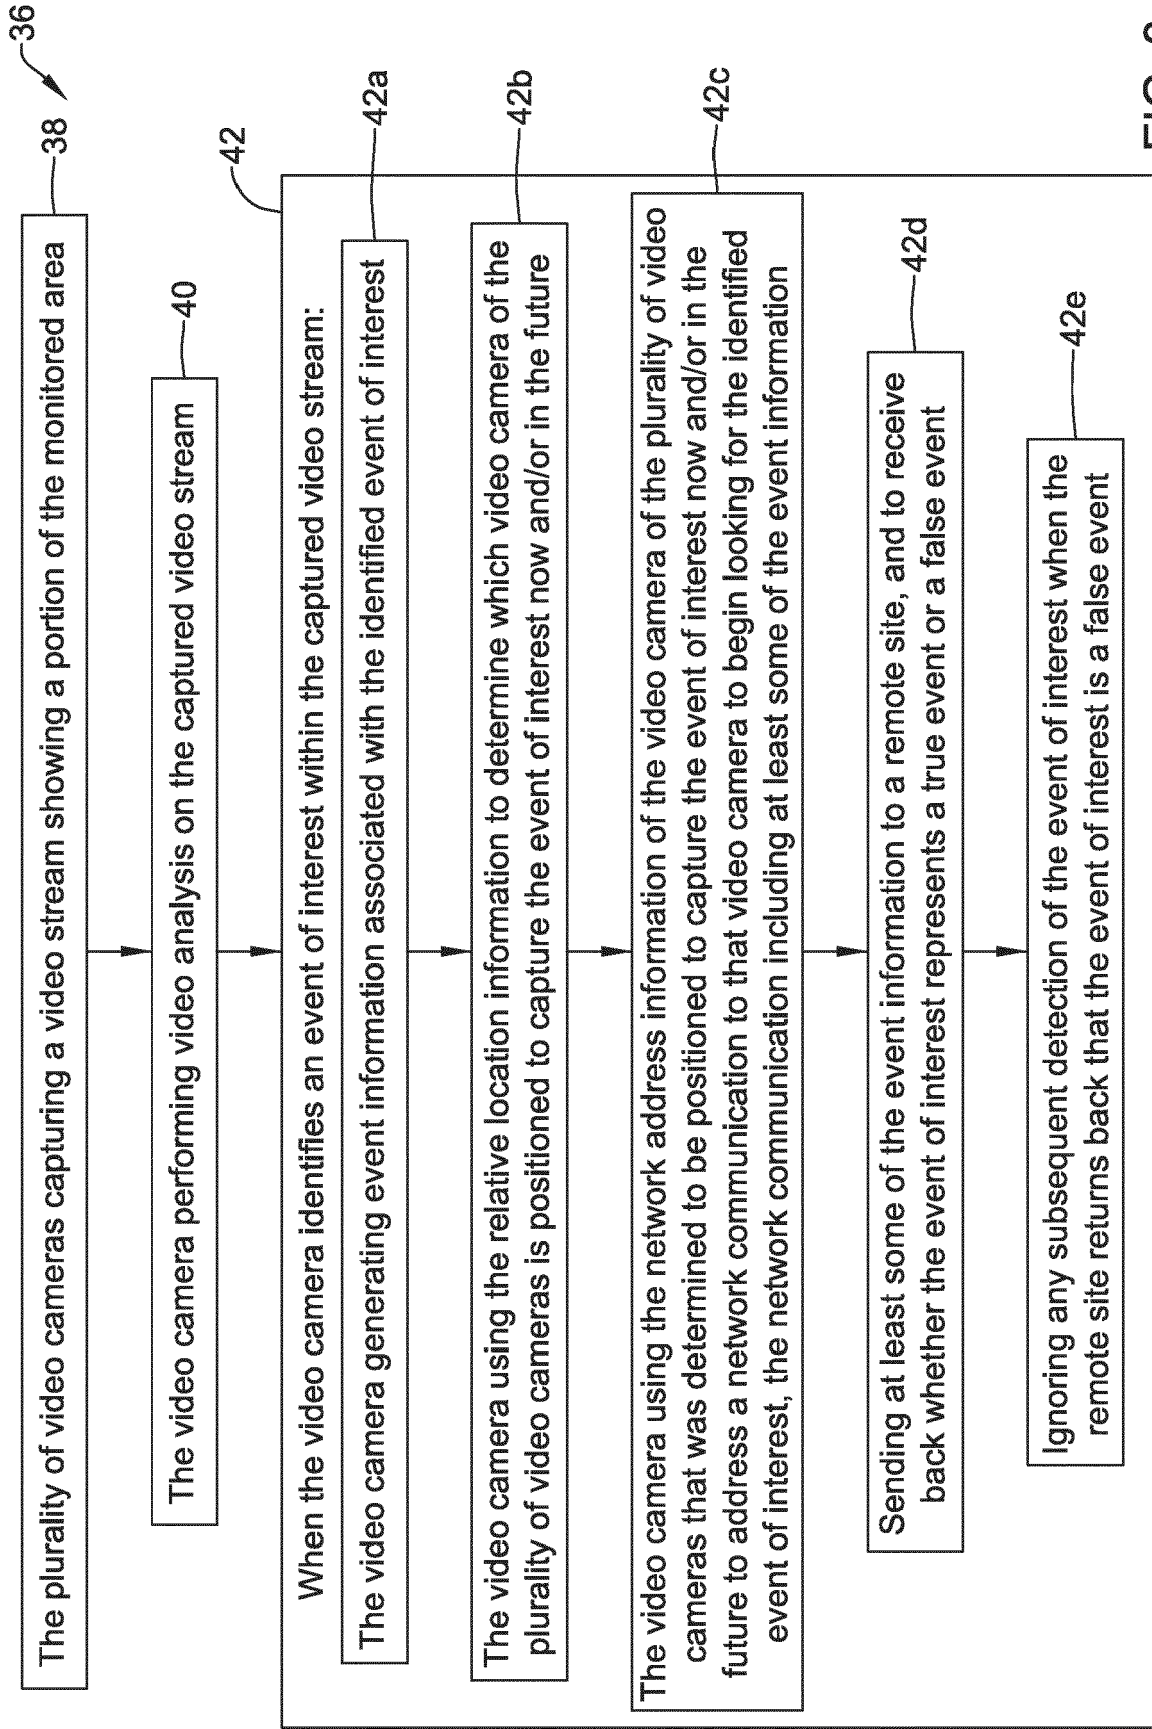 36
The plurality of video cameras capturing a video stream showing a portion of the monitored area
38
The video camera performing video analysis on the captured video stream
40
42
When the video camera identifies an event of interest within the captured video stream:
The video camera generating event information associated with the identified event of interest
42a
The video camera using the relative location information to determine which video camera of the
plurality of video cameras is positioned to capture the event of interest now and/or in the future
42b
The video camera using the network address information of the video camera of the plurality of video
cameras that was determined to be positioned to capture the event of interest now and/or in the
future to address a network communication to that video camera to begin looking for the identified
event of interest, the network communication including at least some of the event information
42c
Sending at least some of the event information to a remote site, and to receive
back whether the event of interest represents a true event or a false event
42d
Ignoring any subsequent detection of the event of interest when the
remote site returns back that the event of interest is a false event
42e